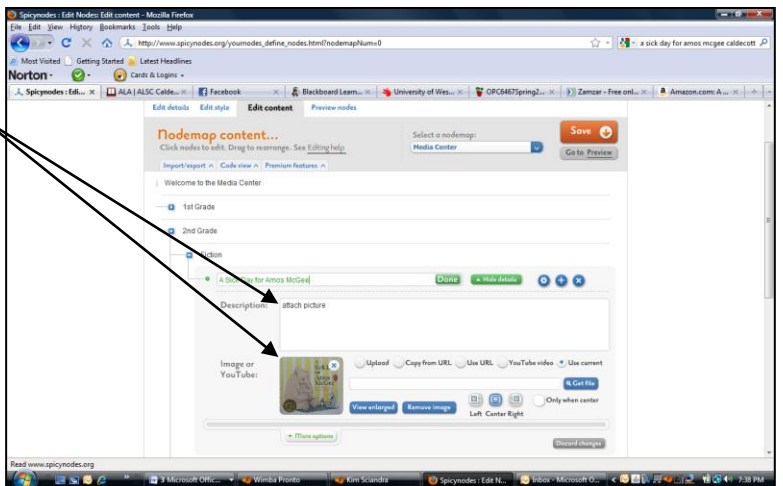 Spicynodes : Edit Nodes: Edit content - Mozilla Firefox
File Edit View History Bookmarks Tools Help
http://www.spicynodes.org/younodes_define_nodes.html?nodemapNum=0
a sick day for amos mcgee caldecott
Most Visited Getting Started Latest Headlines
Norton Cards & Logins
Spicynodes : Edi... ALA | ALSC Calde... Facebook Blackboard Learn... University of Wes... OPC6467Spring2... Zamzar - Free onl... Amazon.com: A ...
Edit details Edit style Edit content Preview nodes
Nodemap content...
Click nodes to edit. Drag to rearrange. See Editing help
Select a nodemap:
Media Center
Save
Go to Preview
Import/export Code view Premium features
Welcome to the Media Center
1st Grade
2nd Grade
Fiction
A Sick Day for Amos McGee
Done Hide details
Description: attach picture
Image or YouTube:
Upload Copy from URL Use URL YouTube video Use current
Get file
View enlarged Remove image
Left Center Right
Only when center
More options
Discard changes
Read www.spicynodes.org
3 Microsoft Offic... Wimba Pronto Kim Sciandra Spicynodes : Edit N... Inbox - Microsoft O... 7:38 PM